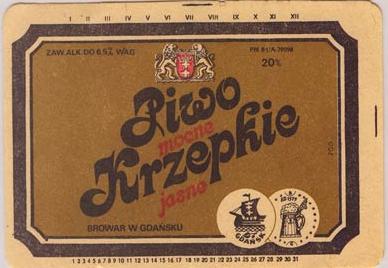 I II III IV V VI VII VIII IX X XI XII
ZAW.ALK.DO 6,5% WAG
PN-81/A-79098
20%
Piwo
mocne
Krzepkie
jasne
BROWAR W GDAŃSKU
GDAŃSK
1 2 3 4 5 6 7 8 9 10 11 12 13 14 15 16 17 18 19 20 21 22 23 24 25 26 27 28 29 30 31